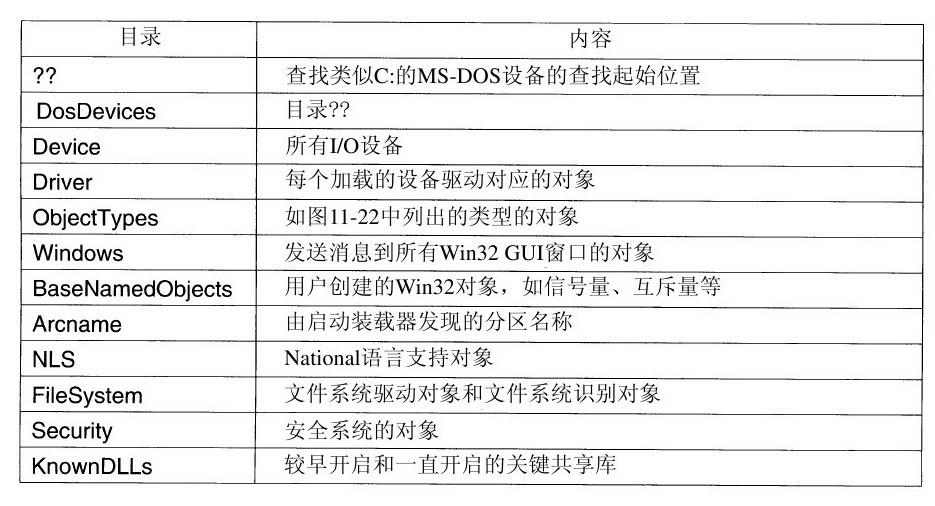 目录 内容
?? 查找类似C:的MS-DOS设备的查找起始位置
DosDevices 目录??
Device 所有I/O设备
Driver 每个加载的设备驱动对应的对象
ObjectTypes 如图11-22中列出的类型的对象
Windows 发送消息到所有Win32 GUI窗口的对象
BaseNamedObjects 用户创建的Win32对象，如信号量、互斥量等
Arcname 由启动装载器发现的分区名称
NLS National语言支持对象
FileSystem 文件系统驱动对象和文件系统识别对象
Security 安全系统的对象
KnownDLLs 较早开启和一直开启的关键共享库